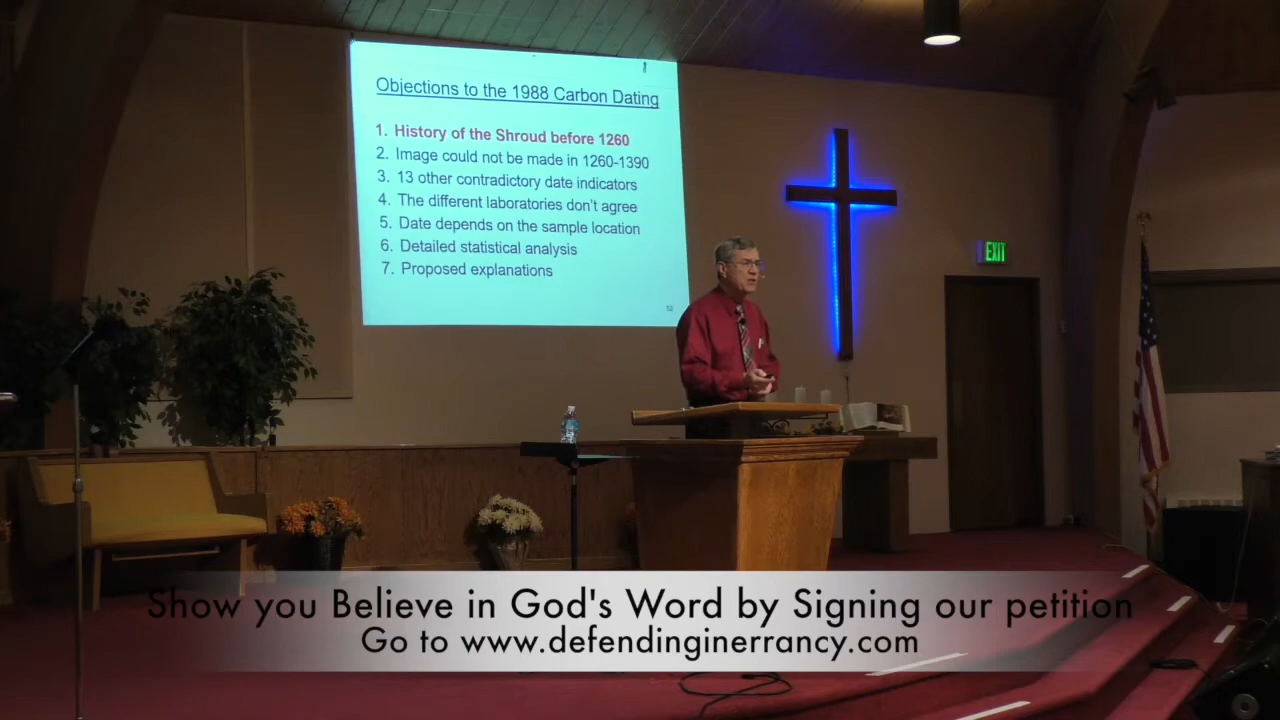 Objections to the 1988 Carbon Dating
1. History of the Shroud before 1260
2. Image could not be made in 1260-1390
3. 13 other contradictory date indicators
4. The different laboratories don't agree
5. Date depends on the sample location
6. Detailed statistical analysis
7. Proposed explanations
EXIT
Show you Believe in God's Word by Signing our petition
Go to www.defendinginerrancy.com